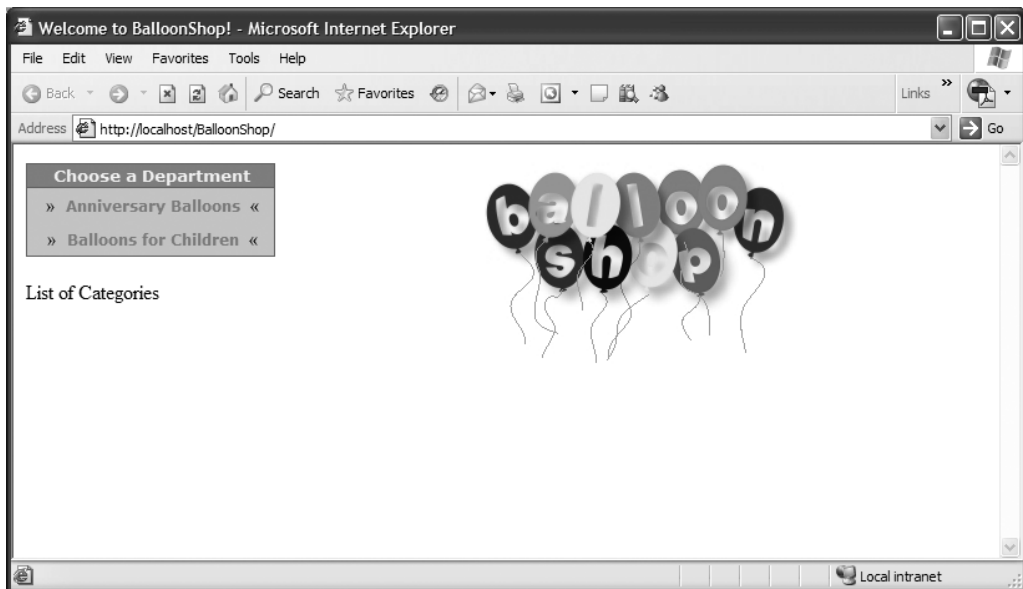 Welcome to BalloonShop! - Microsoft Internet Explorer
File Edit View Favorites Tools Help
Back Search Favorites Links »
Address http://localhost/BalloonShop/ Go
Choose a Department
» Anniversary Balloons «
» Balloons for Children «
List of Categories
balloon
shop
Local intranet